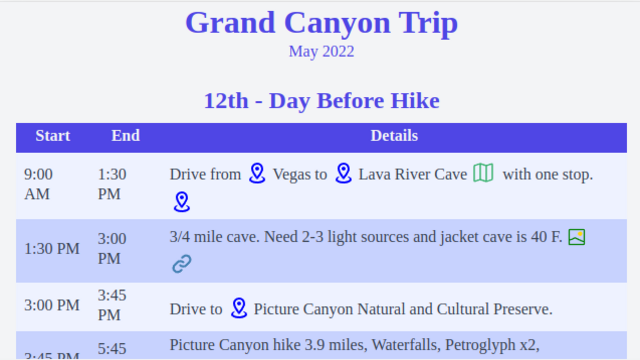 Grand Canyon Trip
May 2022
12th - Day Before Hike
Start End Details
9:00 AM 1:30 PM Drive from Vegas to Lava River Cave with one stop.
1:30 PM 3:00 PM 3/4 mile cave. Need 2-3 light sources and jacket cave is 40 F.
3:00 PM 3:45 PM Drive to Picture Canyon Natural and Cultural Preserve.
3:45 PM 5:45 Picture Canyon hike 3.9 miles, Waterfalls, Petroglyph x2,